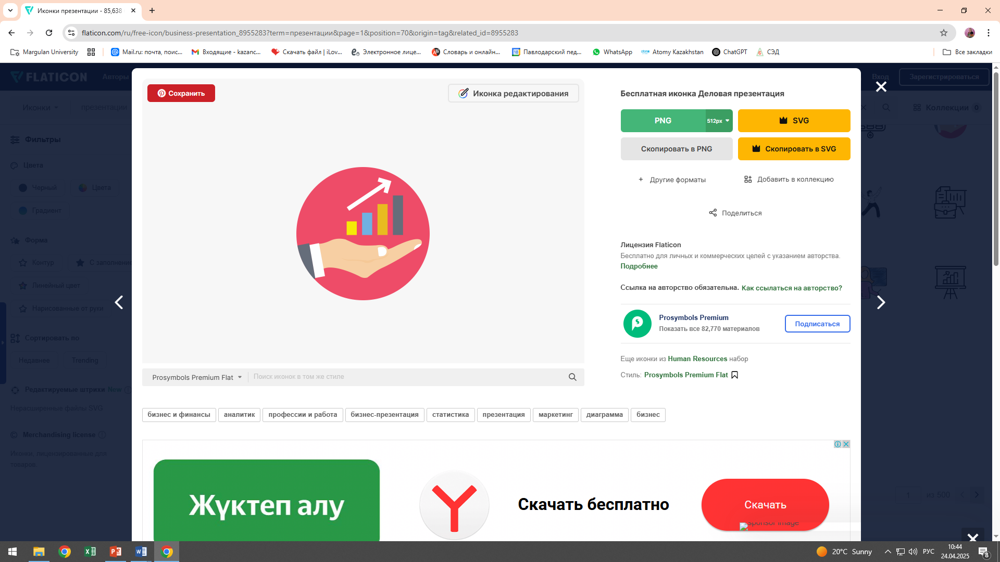 Иконки презентации - 85,638
flaticon.com/ru/free-icon/business-presentation_8955283?term=презентации&page=1&position=70&origin=tag&related_id=8955283
Margulan University
Mail.ru: почта, поис...
Входящие - kazanc...
Скачать файл | iLov...
Электронное лице...
Словарь и онлайн...
Павлодарский пед...
WhatsApp
Atomy Kazakhstan
ChatGPT
СЭД
Все закладки
FLATICON
Авторы
Вход
Зарегистрироваться
Иконки
презентации
Коллекции 0
Фильтры
Цвета
Черный
Цвета
Градиент
Форма
Контур
С заполнение
Линейный цвет
Нарисованные от руки
Сортировать по
Недавнее
Trending
Редактируемые штрихи New
Нерасширенные файлы SVG
Merchandising license
Иконки, лицензированные для
товаров.
Сохранить
Иконка редактирования
Prosymbols Premium Flat
Поиск иконок в том же стиле
Бесплатная иконка Деловая презентация
PNG
512px
SVG
Скопировать в PNG
Скопировать в SVG
+ Другие форматы
Добавить в коллекцию
Поделиться
Лицензия Flaticon
Бесплатно для личных и коммерческих целей с указанием авторства.
Подробнее
Ссылка на авторство обязательна. Как ссылаться на авторство?
Prosymbols Premium
Показать все 82,770 материалов
Подписаться
Еще иконки из Human Resources набор
Стиль: Prosymbols Premium Flat
бизнес и финансы
аналитик
профессии и работа
бизнес-презентация
статистика
презентация
маркетинг
диаграмма
бизнес
Жүктеп алу
Скачать бесплатно
Скачать
sponsor image
1 из 500
20°C Sunny
РУС
10:44
24.04.2025
8